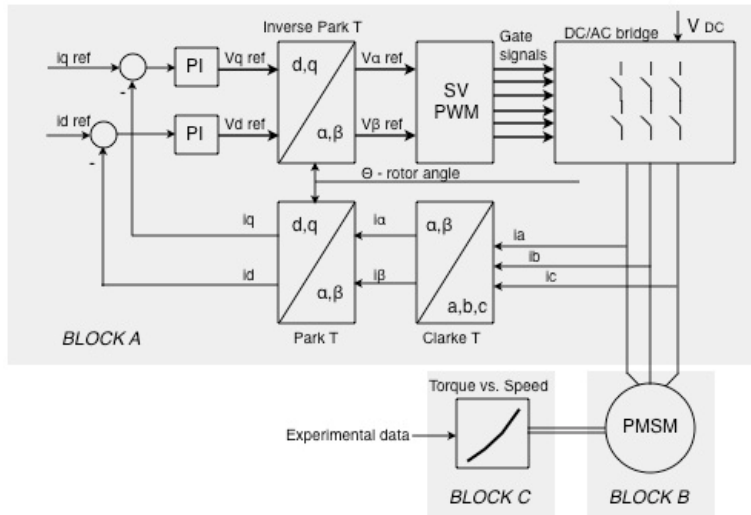 Inverse Park T
Gate signals
DC/AC bridge
V DC
iq ref
-
PI
Vq ref
d,q
α,β
Vα ref
SV
PWM
id ref
-
PI
Vd ref
Vβ ref
Θ - rotor angle
iq
d,q
α,β
iα
α,β
a,b,c
ia
ib
id
iβ
ic
BLOCK A
Park T
Clarke T
Torque vs. Speed
Experimental data
PMSM
BLOCK C
BLOCK B